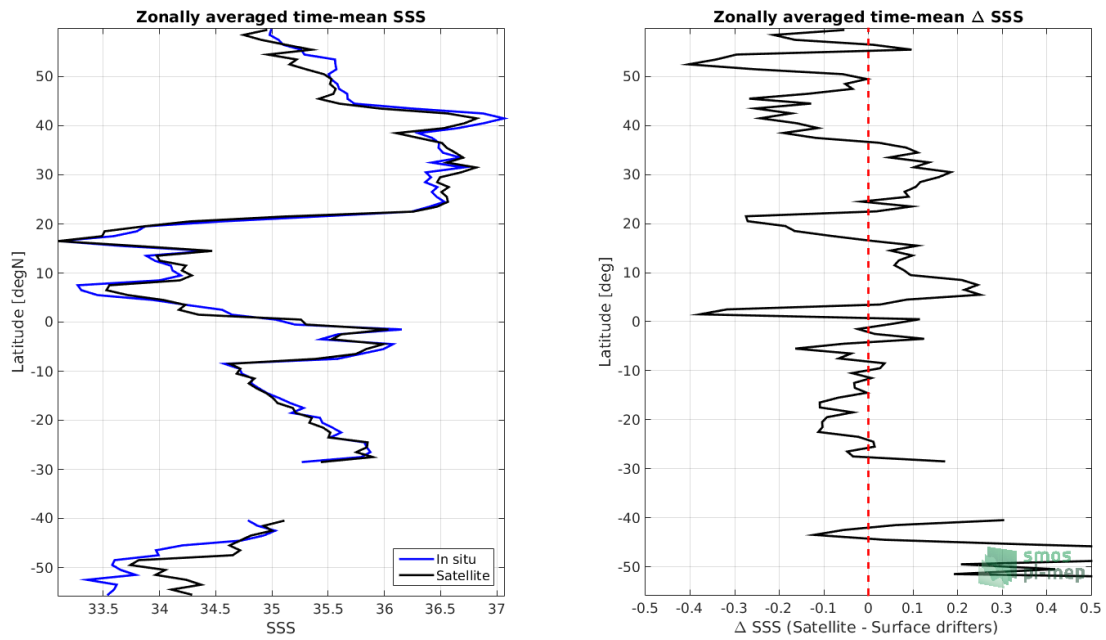 Zonally averaged time-mean SSS
Latitude [degN]
50
40
30
20
10
0
-10
-20
-30
-40
-50
33.5 34 34.5 35 35.5 36 36.5 37
SSS
In situ
Satellite
Zonally averaged time-mean Δ SSS
Latitude [deg]
50
40
30
20
10
0
-10
-20
-30
-40
-50
-0.5 -0.4 -0.3 -0.2 -0.1 0 0.1 0.2 0.3 0.4 0.5
Δ SSS (Satellite - Surface drifters)
smos
pi-mep